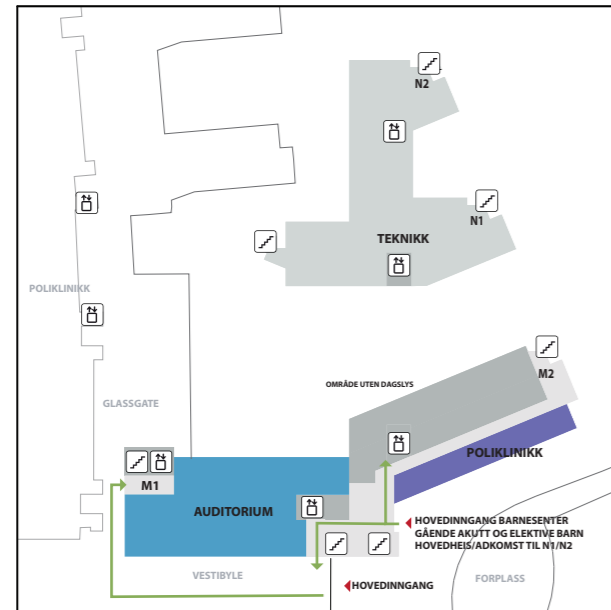 N2
N1
TEKNIKK
POLIKLINIKK
OMRÅDE UTEN DAGSLYS
M2
GLASSGATE
POLIKLINIKK
M1
AUDITORIUM
HOVEDINNGANG BARNESENTER
GÅENDE AKUTT OG ELEKTIVE BARN
HOVEDHEIS/ADKOMST TIL N1/N2
VESTIBYLE
HOVEDINNGANG
FORPLASS